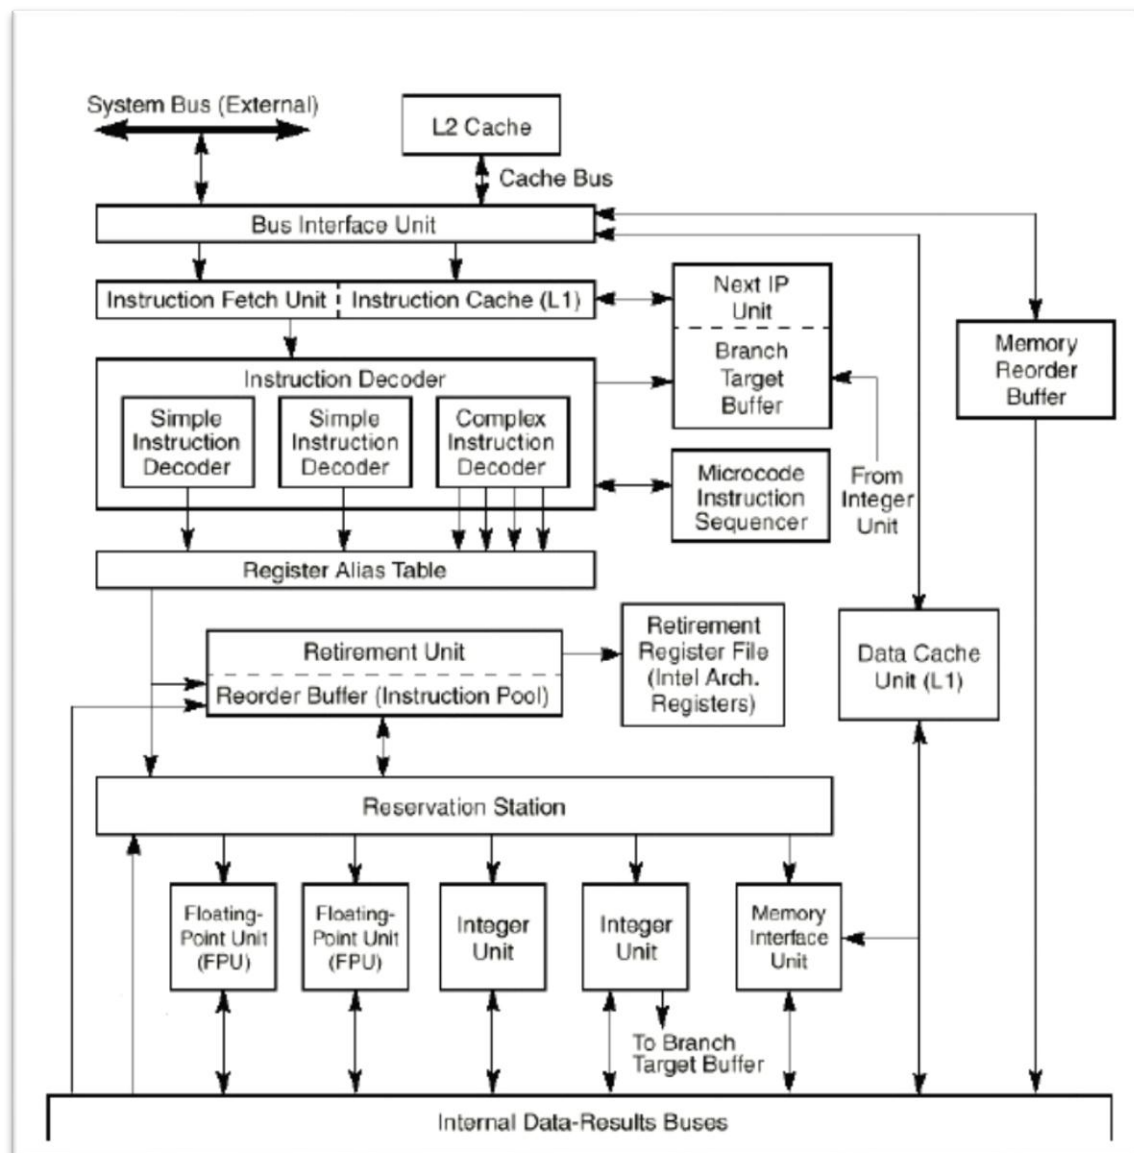 System Bus (External)
L2 Cache
Cache Bus
Bus Interface Unit
Instruction Fetch Unit
Instruction Cache (L1)
Next IP
Unit
Branch
Target
Buffer
Memory
Reorder
Buffer
Instruction Decoder
Simple
Instruction
Decoder
Simple
Instruction
Decoder
Complex
Instruction
Decoder
Microcode
Instruction
Sequencer
From
Integer
Unit
Register Alias Table
Retirement Unit
Reorder Buffer (Instruction Pool)
Retirement
Register File
(Intel Arch.
Registers)
Data Cache
Unit (L1)
Reservation Station
Floating-
Point Unit
(FPU)
Floating-
Point Unit
(FPU)
Integer
Unit
Integer
Unit
Memory
Interface
Unit
To Branch
Target Buffer
Internal Data-Results Buses